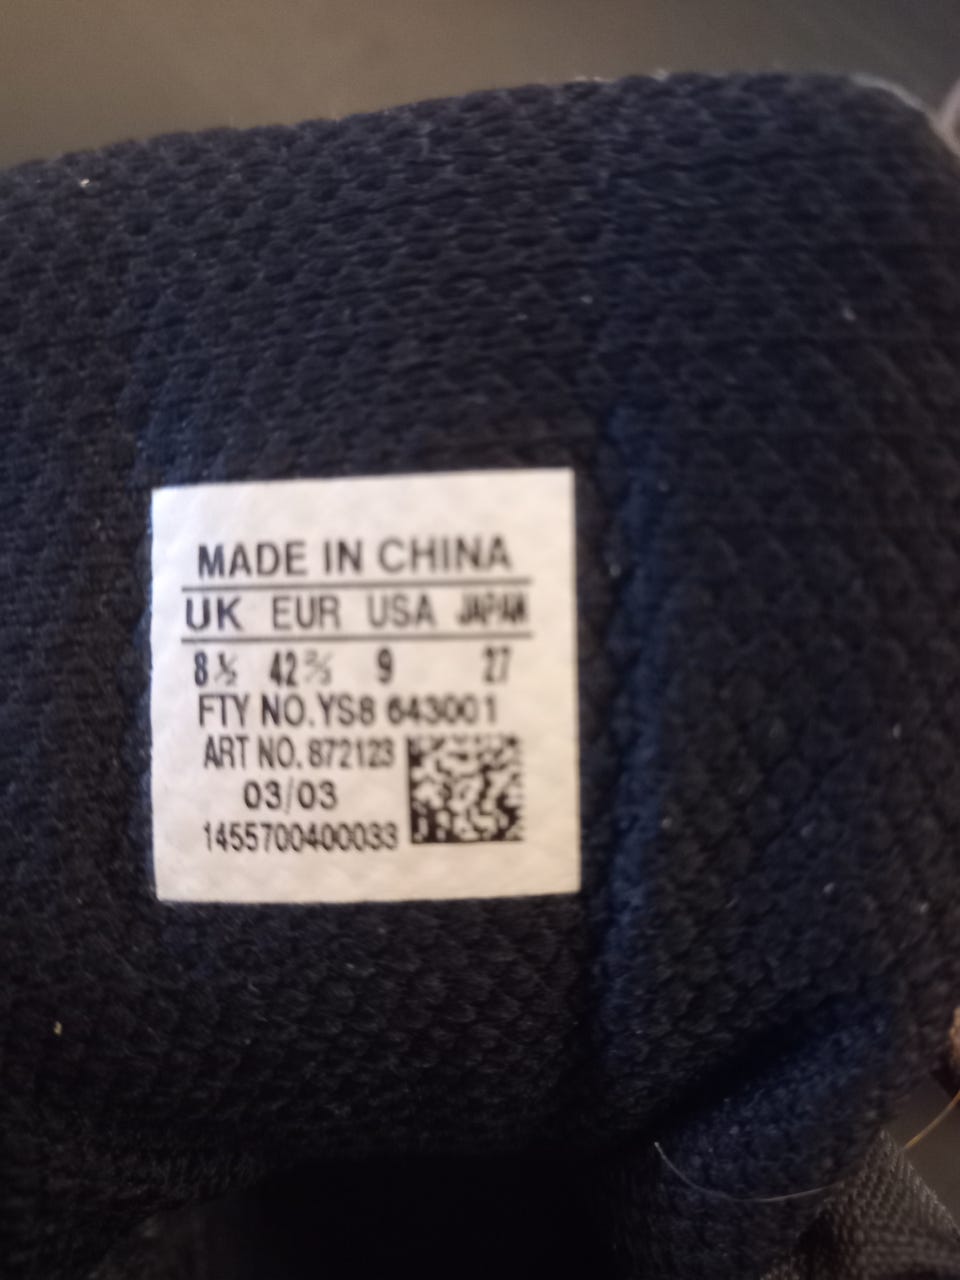 MADE IN CHINA
UK EUR USA JAPAN
8½ 42⅔ 9 27
FTY NO.YS8 643001
ART NO. 872123
03/03
1455700400033